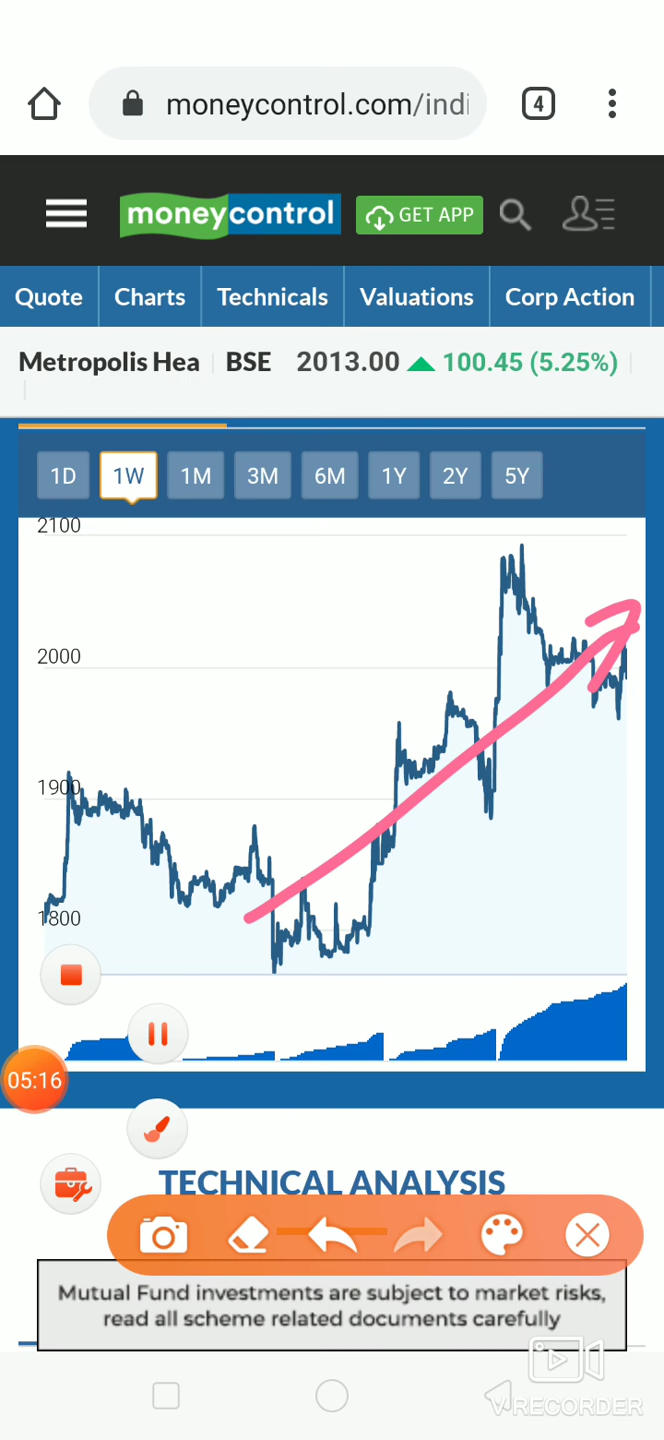 moneycontrol.com/indi
4
moneycontrol
GET APP
Quote Charts Technicals Valuations Corp Action
Metropolis Hea BSE 2013.00 100.45 (5.25%)
1D 1W 1M 3M 6M 1Y 2Y 5Y
2100
2000
1900
1800
05:16
TECHNICAL ANALYSIS
Mutual Fund investments are subject to market risks,
read all scheme related documents carefully
V RECORDER